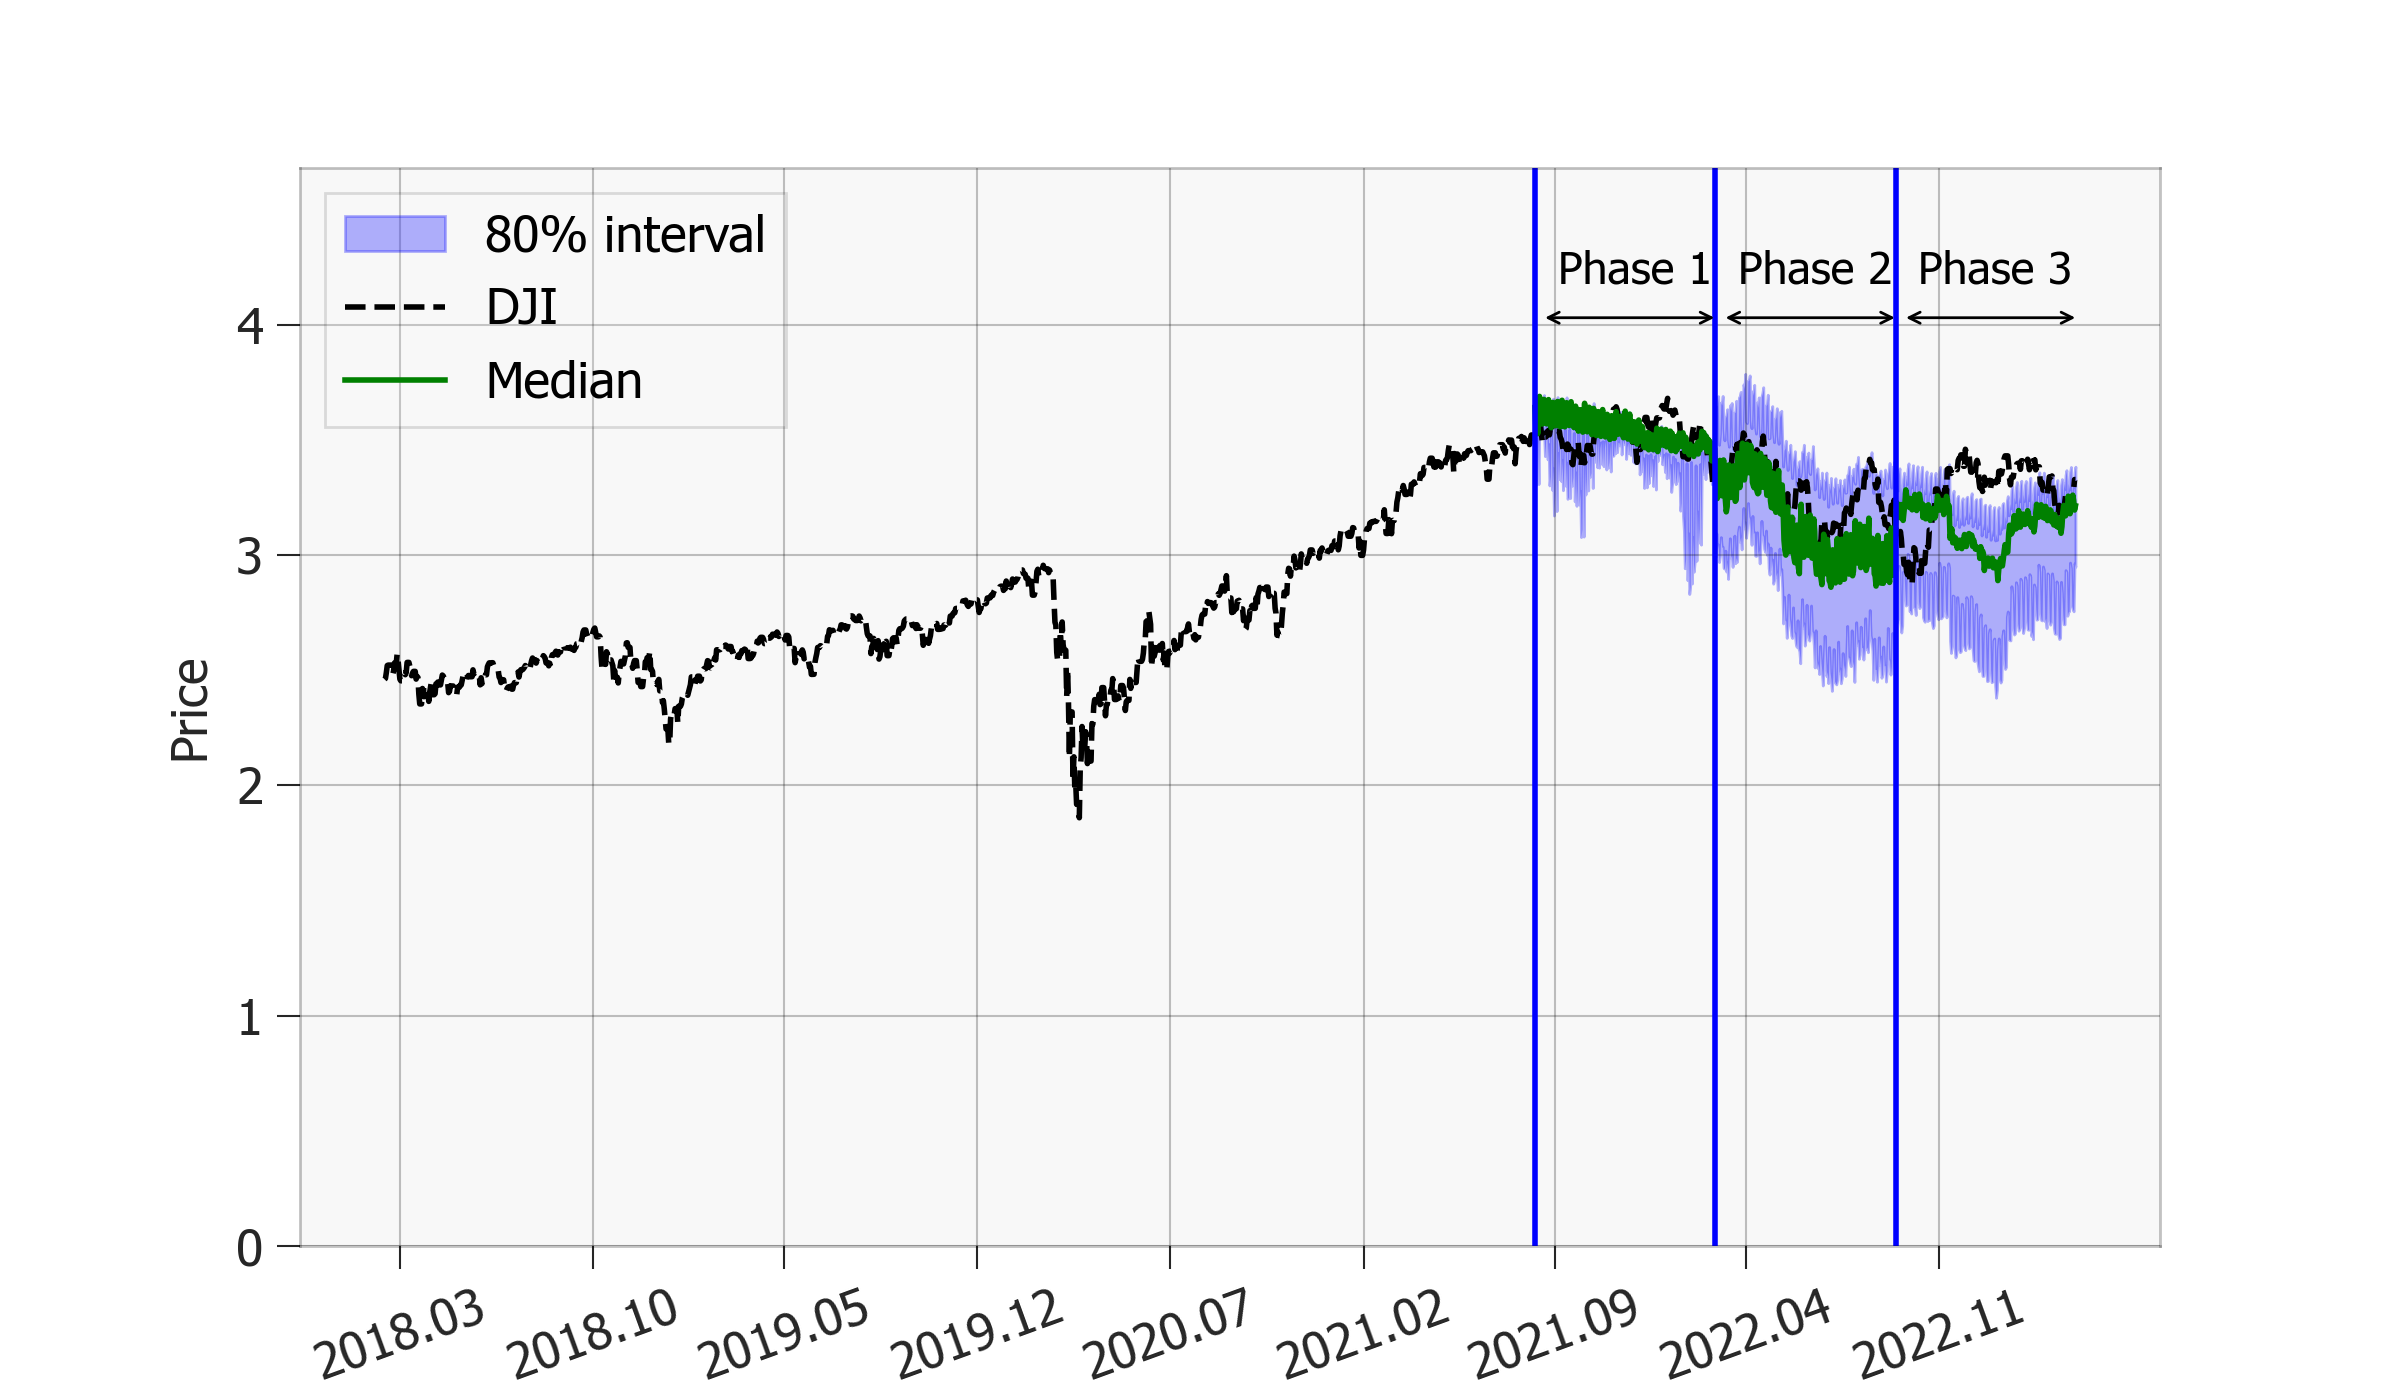 80% interval
DJI
Median
Phase 1
Phase 2
Phase 3
Price
4
3
2
1
0
2018.03
2018.10
2019.05
2019.12
2020.07
2021.02
2021.09
2022.04
2022.11